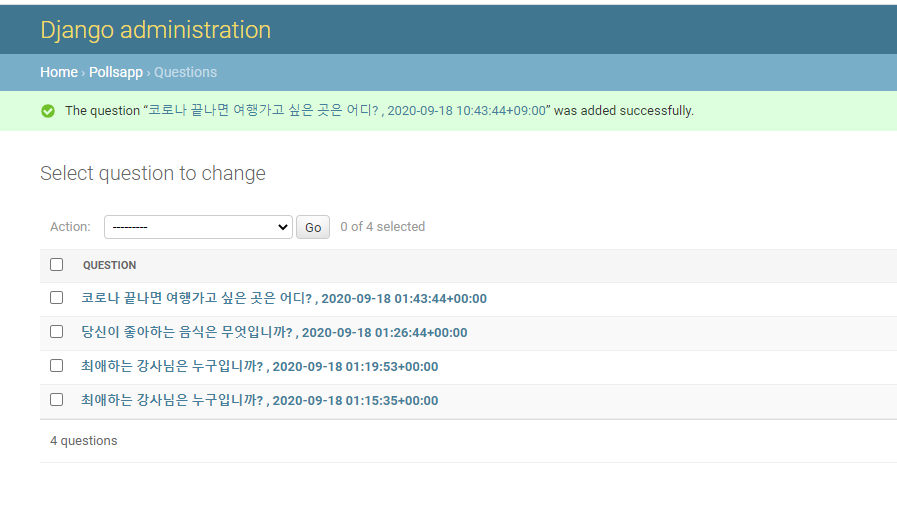 Django administration
Home › Pollsapp › Questions
The question “코로나 끝나면 여행가고 싶은 곳은 어디? , 2020-09-18 10:43:44+09:00” was added successfully.
Select question to change
Action: --------- Go 0 of 4 selected
QUESTION
코로나 끝나면 여행가고 싶은 곳은 어디? , 2020-09-18 01:43:44+00:00
당신이 좋아하는 음식은 무엇입니까? , 2020-09-18 01:26:44+00:00
최애하는 강사님은 누구입니까? , 2020-09-18 01:19:53+00:00
최애하는 강사님은 누구입니까? , 2020-09-18 01:15:35+00:00
4 questions